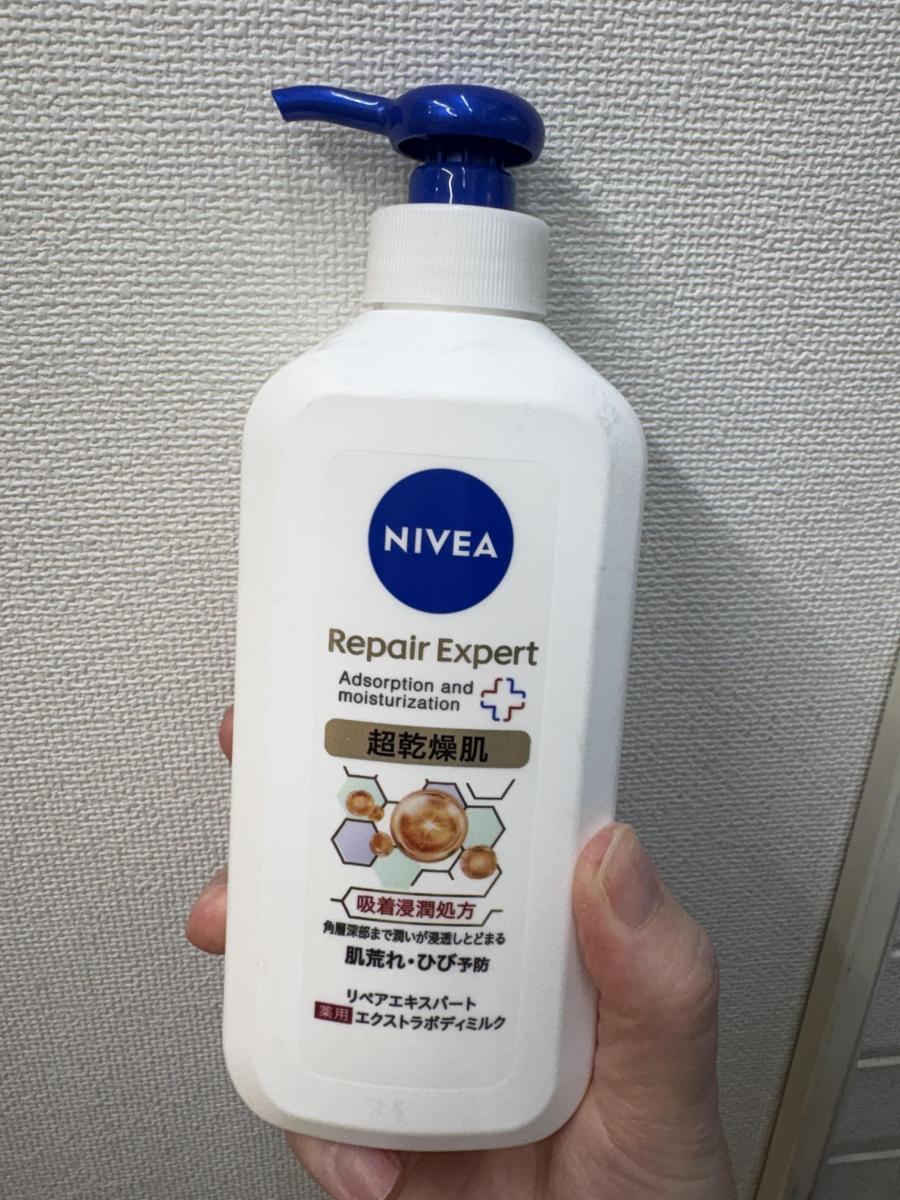 NIVEA
Repair Expert
Adsorption and
moisturization
超乾燥肌
吸着浸潤処方
角層深部まで潤いが浸透しとどまる
肌荒れ・ひび予防
リペアエキスパート
薬用 エクストラボディミルク